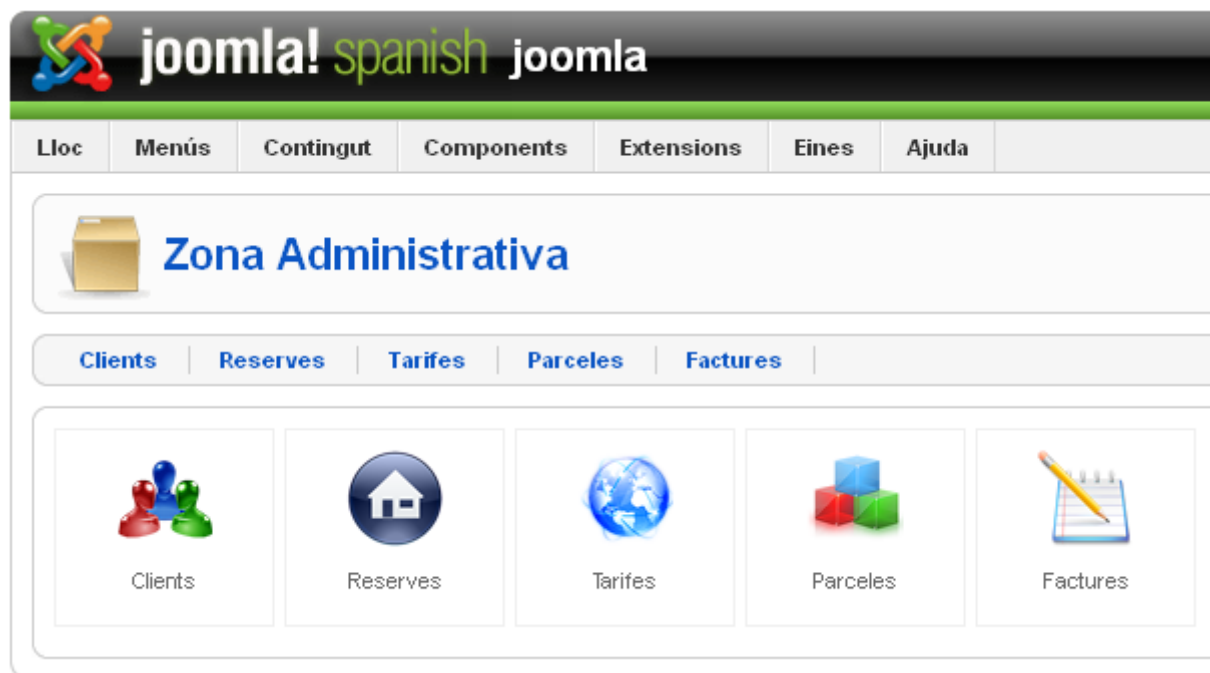 joomla! spanish joomla
Lloc Menús Contingut Components Extensions Eines Ajuda
Zona Administrativa
Clients Reserves Tarifes Parceles Factures
Clients Reserves Tarifes Parceles Factures